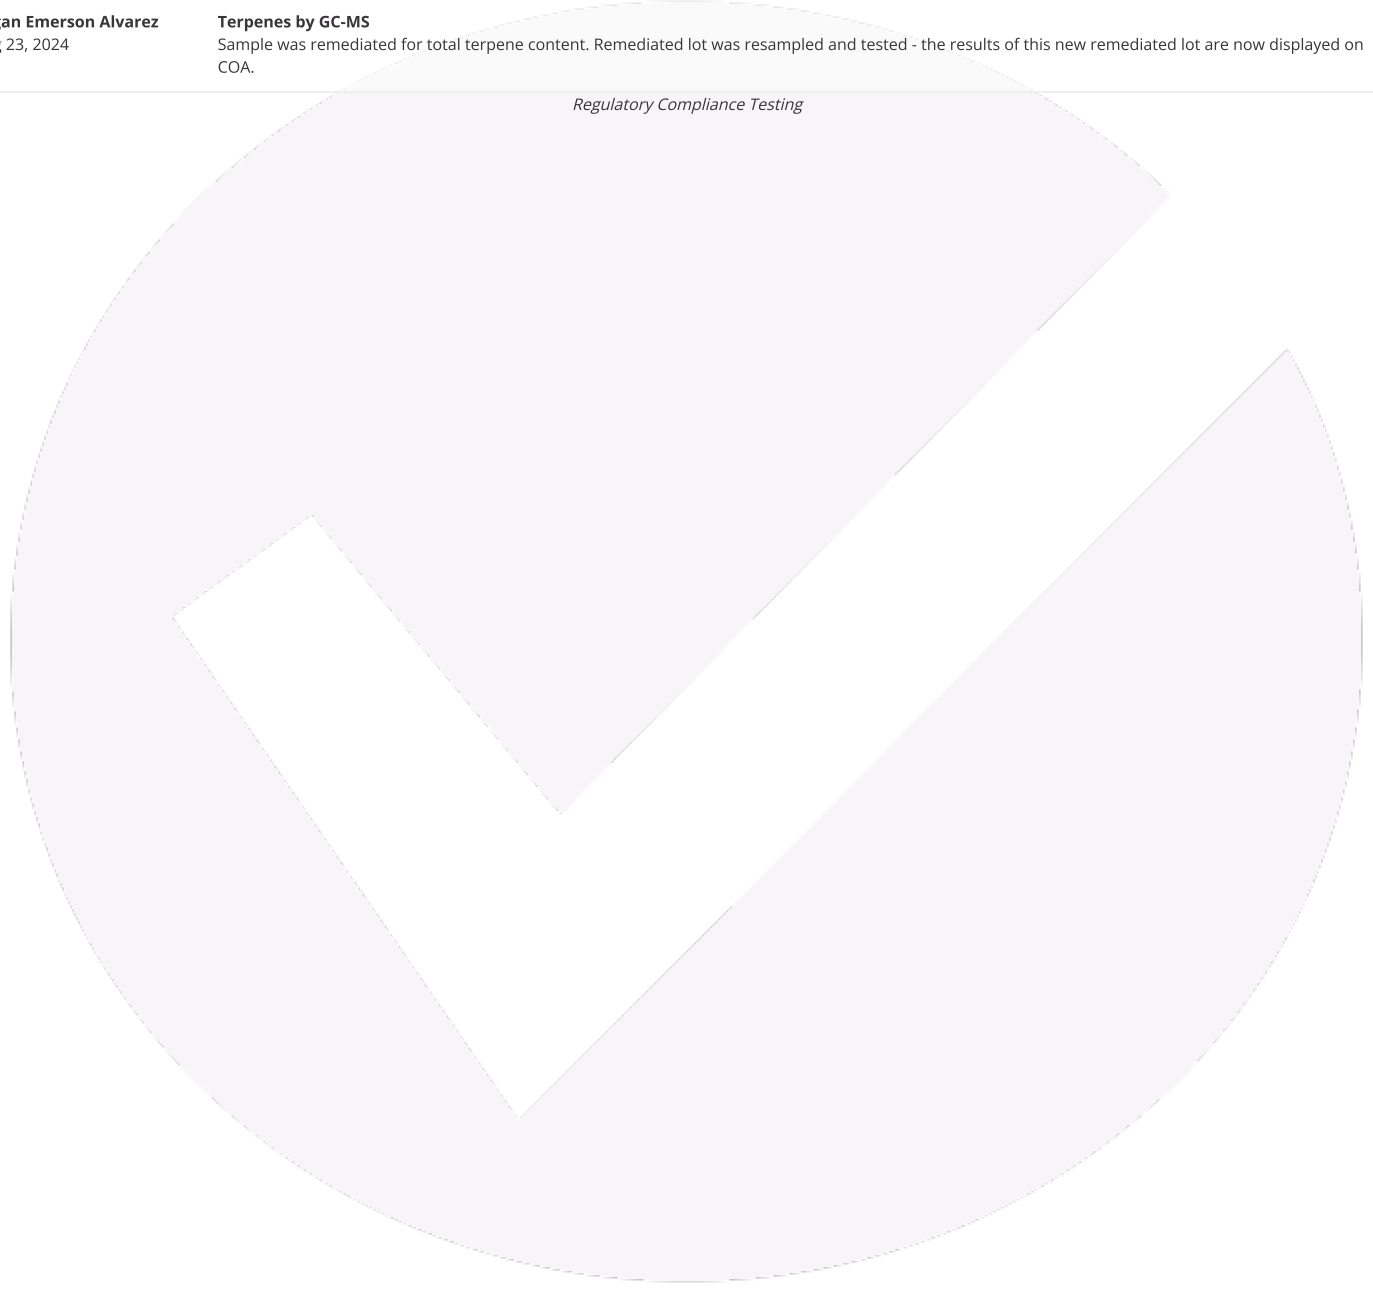 gan Emerson Alvarez
Terpenes by GC-MS
23, 2024
Sample was remediated for total terpene content. Remediated lot was resampled and tested - the results of this new remediated lot are now displayed on
COA.
Regulatory Compliance Testing